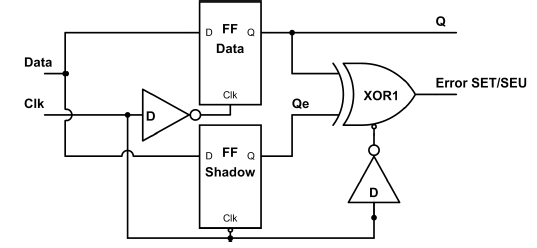 Q
D FF Q
Data
Data
Clk
Clk
D
Qe
XOR1
Error SET/SEU
D FF Q
Shadow
Clk
D